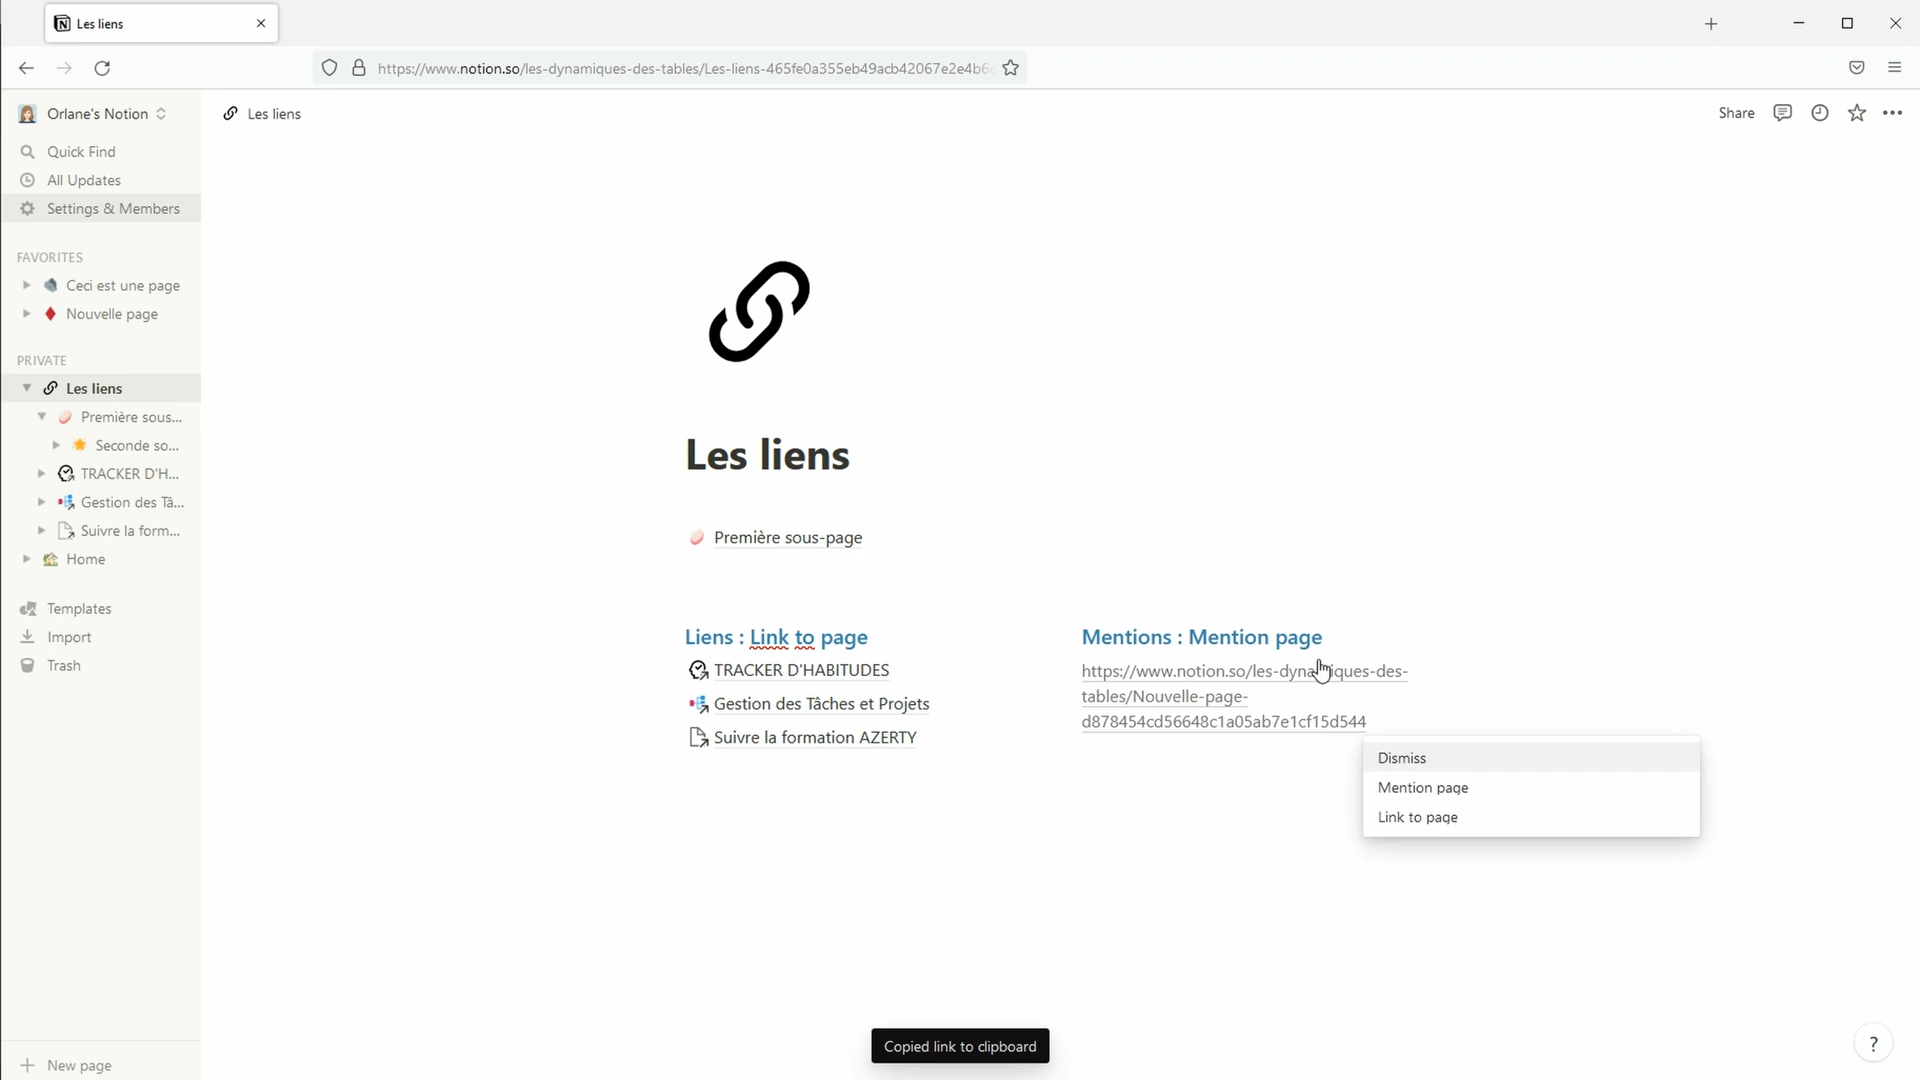 Les liens
https://www.notion.so/les-dynamiques-des-tables/Les-liens-465fe0a355eb49acb42067e2e4b6
Orlane's Notion
Les liens
Share
Quick Find
All Updates
Settings & Members
FAVORITES
Ceci est une page
Nouvelle page
PRIVATE
Les liens
Première sous...
Seconde so...
TRACKER D'H...
Gestion des Tâ...
Suivre la form...
Home
Templates
Import
Trash
New page
Les liens
Première sous-page
Liens : Link to page
TRACKER D'HABITUDES
Gestion des Tâches et Projets
Suivre la formation AZERTY
Mentions : Mention page
https://www.notion.so/les-dynamiques-des-
tables/Nouvelle-page-
d878454cd56648c1a05ab7e1cf15d544
Dismiss
Mention page
Link to page
Copied link to clipboard
?